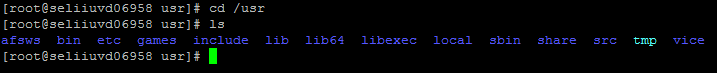 [root@seliiuvd06958 usr]# cd /usr
[root@seliiuvd06958 usr]# ls
afsws  bin  etc  games  include  lib  lib64  libexec  local  sbin  share  src  tmp  vice
[root@seliiuvd06958 usr]#